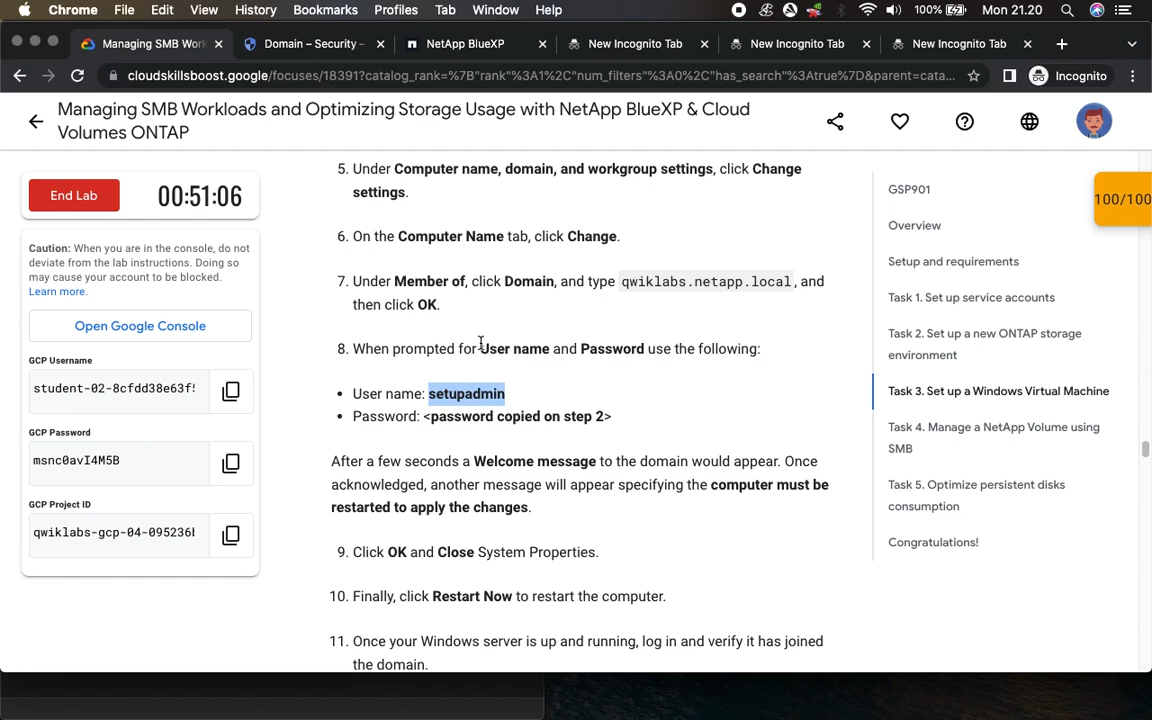 Chrome File Edit View History Bookmarks Profiles Tab Window Help 100% Mon 21.20
Managing SMB Work Domain – Security - NetApp BlueXP New Incognito Tab New Incognito Tab New Incognito Tab
cloudskillsboost.google/focuses/18391?catalog_rank=%7B"rank"%3A1%2C"num_filters"%3A0%2C"has_search"%3Atrue%7D&parent=cata... Incognito
Managing SMB Workloads and Optimizing Storage Usage with NetApp BlueXP & Cloud
Volumes ONTAP
End Lab 00:51:06
Caution: When you are in the console, do not
deviate from the lab instructions. Doing so
may cause your account to be blocked.
Learn more.
Open Google Console
GCP Username
student-02-8cfdd38e63f
GCP Password
msnc0avI4M5B
GCP Project ID
qwiklabs-gcp-04-095236
5. Under Computer name, domain, and workgroup settings, click Change
settings.
6. On the Computer Name tab, click Change.
7. Under Member of, click Domain, and type qwiklabs.netapp.local, and
then click OK.
8. When prompted for User name and Password use the following:
• User name: setupadmin
• Password: <password copied on step 2>
After a few seconds a Welcome message to the domain would appear. Once
acknowledged, another message will appear specifying the computer must be
restarted to apply the changes.
9. Click OK and Close System Properties.
10. Finally, click Restart Now to restart the computer.
11. Once your Windows server is up and running, log in and verify it has joined
the domain.
GSP901
100/100
Overview
Setup and requirements
Task 1. Set up service accounts
Task 2. Set up a new ONTAP storage
environment
Task 3. Set up a Windows Virtual Machine
Task 4. Manage a NetApp Volume using
SMB
Task 5. Optimize persistent disks
consumption
Congratulations!